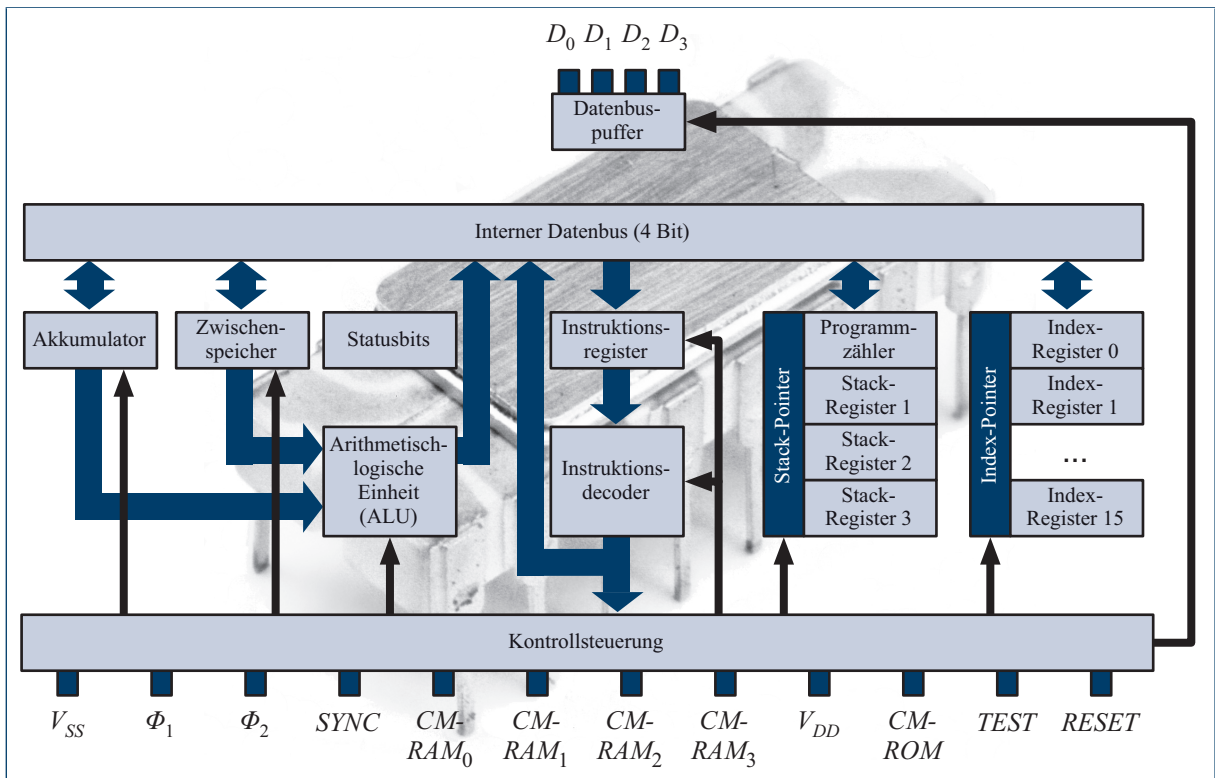 D0 D1 D2 D3
Datenbus-
puffer
Interner Datenbus (4 Bit)
Akkumulator
Zwischen-
speicher
Statusbits
Instruktions-
register
Stack-Pointer
Programm-
zähler
Stack-
Register 1
Stack-
Register 2
Stack-
Register 3
Index-Pointer
Index-
Register 0
Index-
Register 1
...
Index-
Register 15
Arithmetisch-
logische
Einheit
(ALU)
Instruktions-
decoder
Kontrollsteuerung
VSS
Φ1
Φ2
SYNC
CM-
RAM0
CM-
RAM1
CM-
RAM2
CM-
RAM3
VDD
CM-
ROM
TEST
RESET